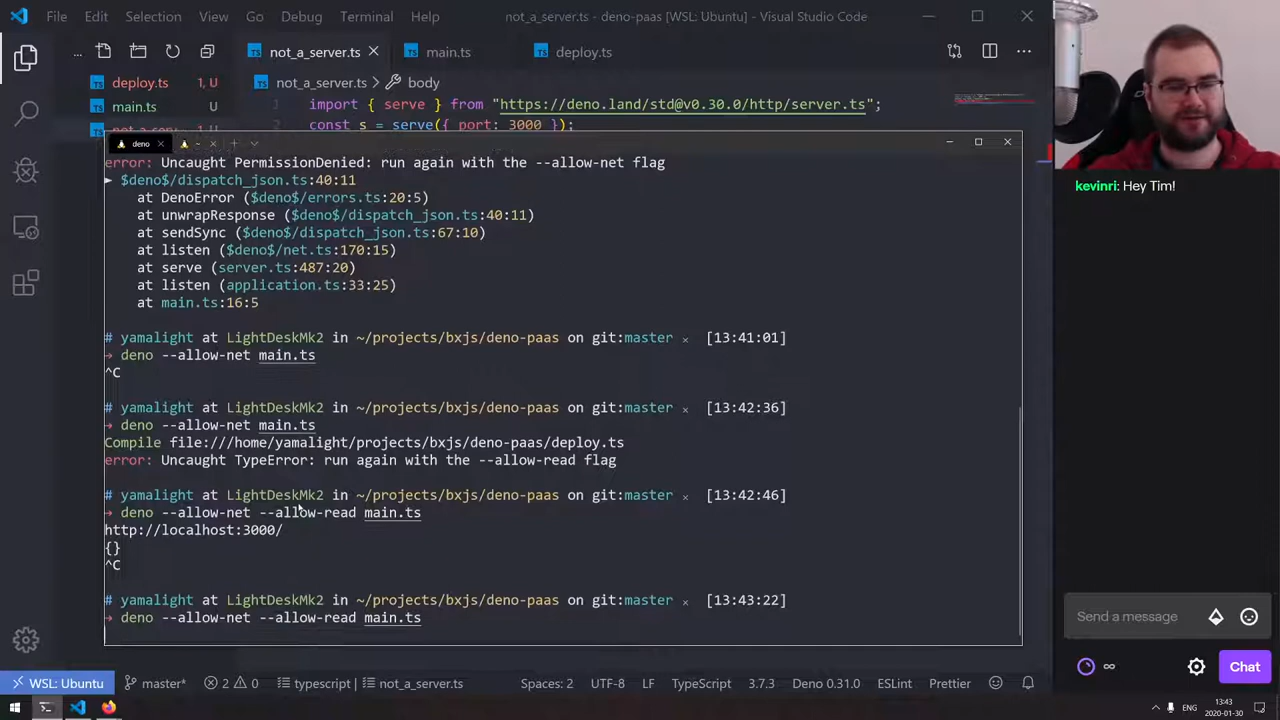 File Edit Selection View Go Debug Terminal Help
not_a_server.ts - deno-paas [WSL: Ubuntu] - Visual Studio Code
... TS not_a_server.ts TS main.ts TS deploy.ts ...
TS deploy.ts 1, U
TS main.ts U
TS not_a_server.ts body
import { serve } from "https://deno.land/std@v0.30.0/http/server.ts";
const s = serve({ port: 3000 });
deno
~
error: Uncaught PermissionDenied: run again with the --allow-net flag
► $deno$/dispatch_json.ts:40:11
at DenoError ($deno$/errors.ts:20:5)
at unwrapResponse ($deno$/dispatch_json.ts:40:11)
at sendSync ($deno$/dispatch_json.ts:67:10)
at listen ($deno$/net.ts:170:15)
at serve (server.ts:487:20)
at listen (application.ts:33:25)
at main.ts:16:5
# yamalight at LightDeskMk2 in ~/projects/bxjs/deno-paas on git:master × [13:41:01]
→ deno --allow-net main.ts
^C
# yamalight at LightDeskMk2 in ~/projects/bxjs/deno-paas on git:master × [13:42:36]
→ deno --allow-net main.ts
Compile file:///home/yamalight/projects/bxjs/deno-paas/deploy.ts
error: Uncaught TypeError: run again with the --allow-read flag
# yamalight at LightDeskMk2 in ~/projects/bxjs/deno-paas on git:master × [13:42:46]
→ deno --allow-net --allow-read main.ts
http://localhost:3000/
{}
^C
# yamalight at LightDeskMk2 in ~/projects/bxjs/deno-paas on git:master × [13:43:22]
→ deno --allow-net --allow-read main.ts
WSL: Ubuntu master* 2 0 typescript | not_a_server.ts Spaces: 2 UTF-8 LF TypeScript 3.7.3 Deno 0.31.0 ESLint Prettier
kevinri: Hey Tim!
Send a message
∞ Chat
ENG 13:43
2020-01-30